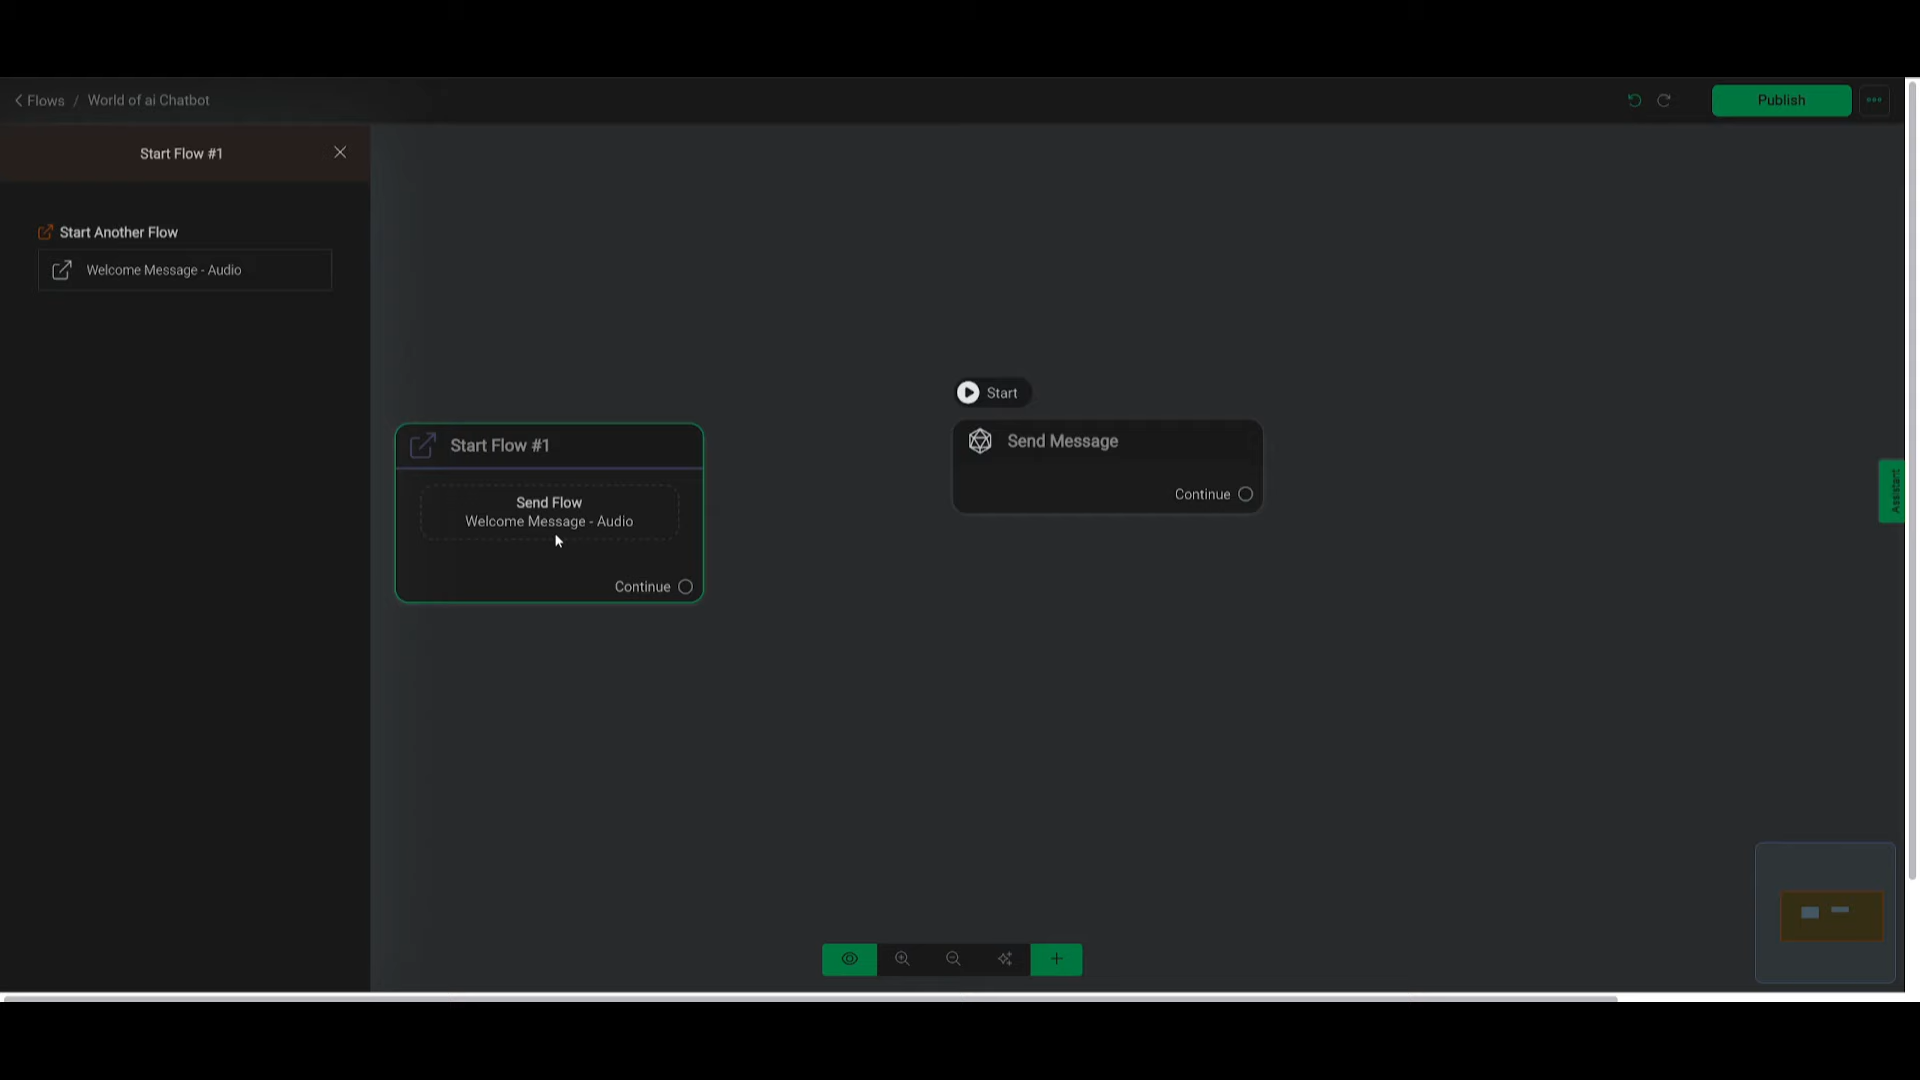 Flows / World of ai Chatbot
Publish
Start Flow #1
Start Another Flow
Welcome Message - Audio
Start
Send Message
Continue
Start Flow #1
Send Flow
Welcome Message - Audio
Continue
Assistant